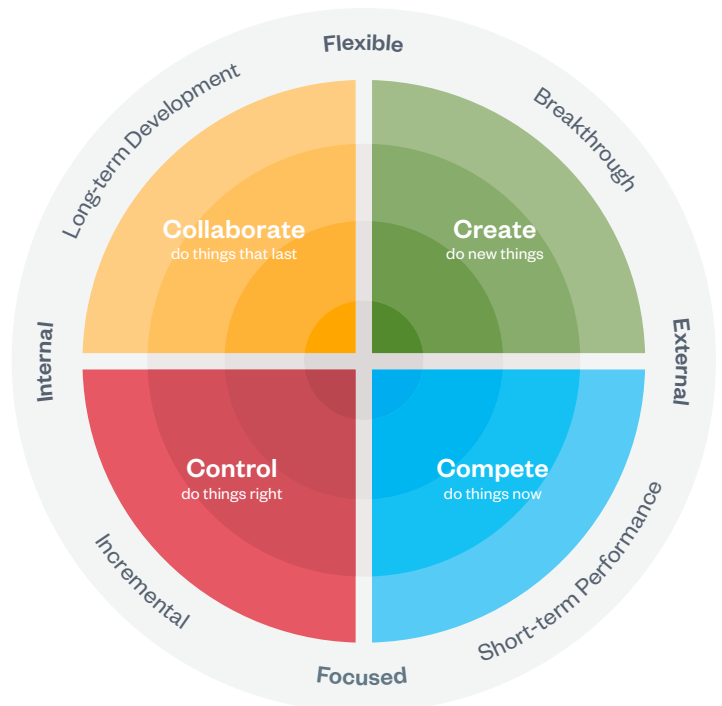 Flexible
Long-term Development
Breakthrough
Collaborate
do things that last
Create
do new things
Internal
External
Control
do things right
Compete
do things now
Incremental
Short-term Performance
Focused